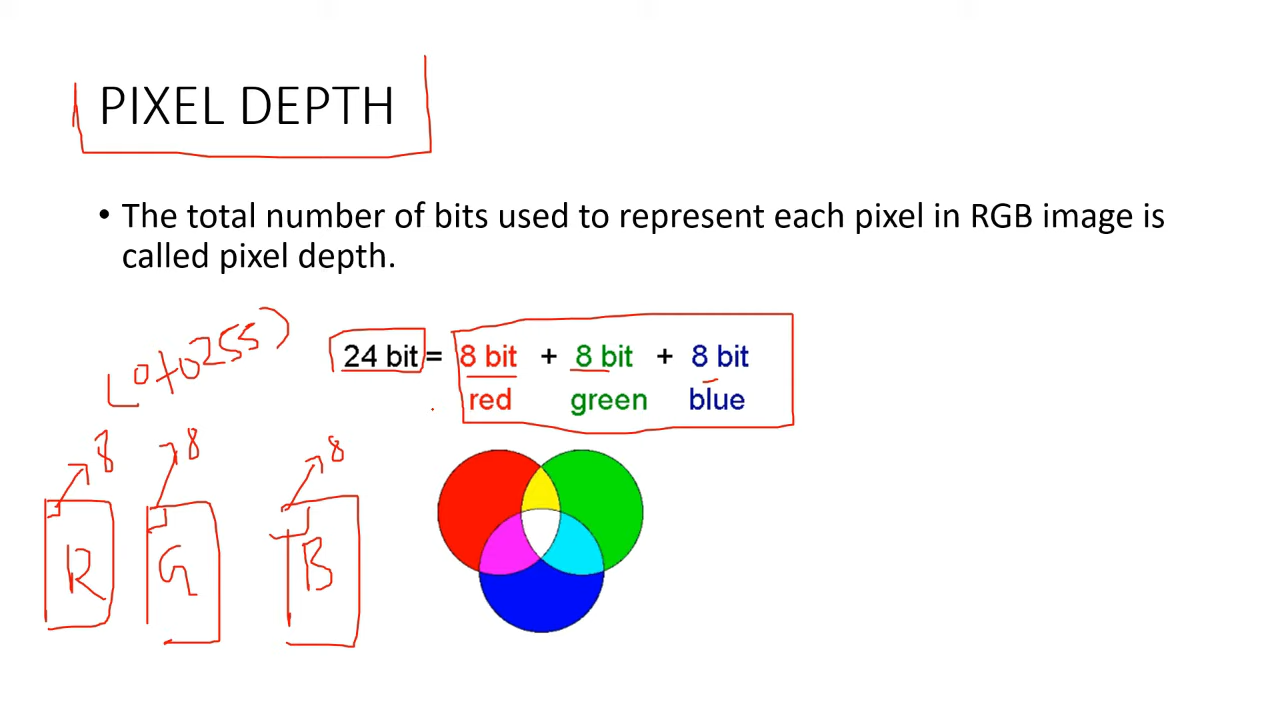 PIXEL DEPTH
• The total number of bits used to represent each pixel in RGB image is
called pixel depth.
(0 to 255)
24 bit = 8 bit + 8 bit + 8 bit
red green blue
8 8 8
R G B